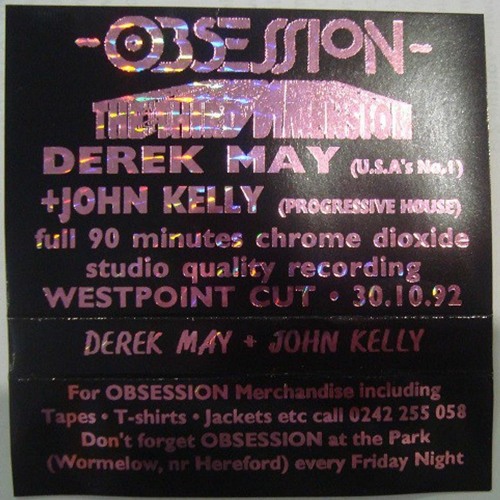 -OBSESSION-
THE THIRD DIMENSION
DEREK MAY (U.S.A's No.1)
+JOHN KELLY (PROGRESSIVE HOUSE)
full 90 minutes chrome dioxide
studio quality recording
WESTPOINT CUT • 30.10.92
DEREK MAY + JOHN KELLY
For OBSESSION Merchandise including
Tapes • T-shirts • Jackets etc call 0242 255 058
Don't forget OBSESSION at the Park
(Wormelow, nr Hereford) every Friday Night